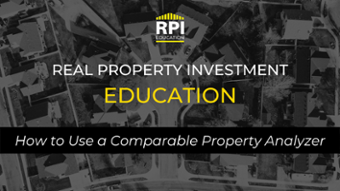 RPI
EDUCATION
REAL PROPERTY INVESTMENT
EDUCATION
How to Use a Comparable Property Analyzer